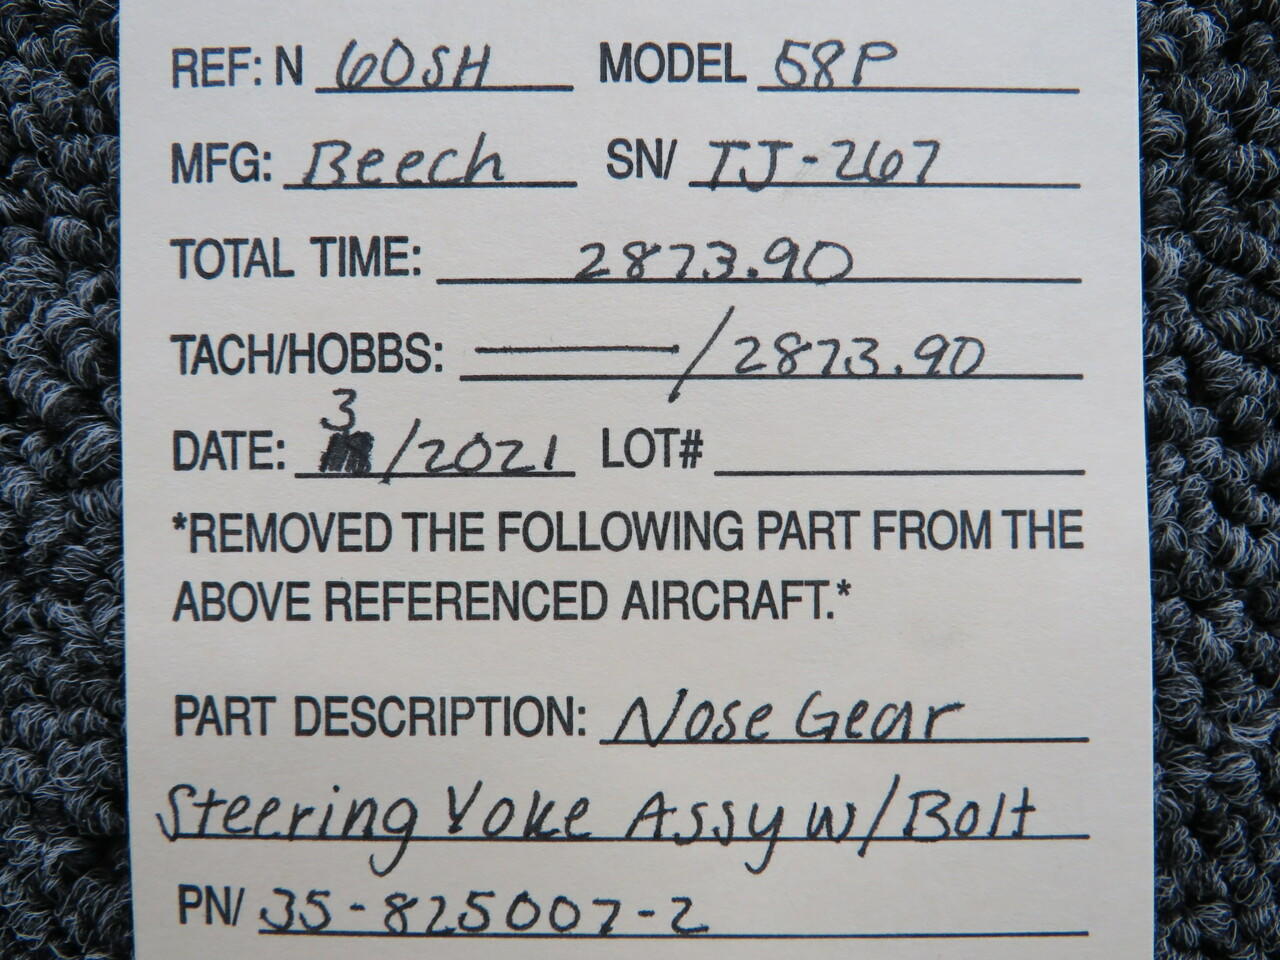 REF: N 60SH MODEL 58P
MFG: Beech SN/ TJ-267
TOTAL TIME: 2873.90
TACH/HOBBS: —/2873.90
3
DATE: /2021 LOT#
*REMOVED THE FOLLOWING PART FROM THE
ABOVE REFERENCED AIRCRAFT.*
PART DESCRIPTION: Nose Gear
Steering Yoke Assy w/Bolt
PN/ 35-825007-2